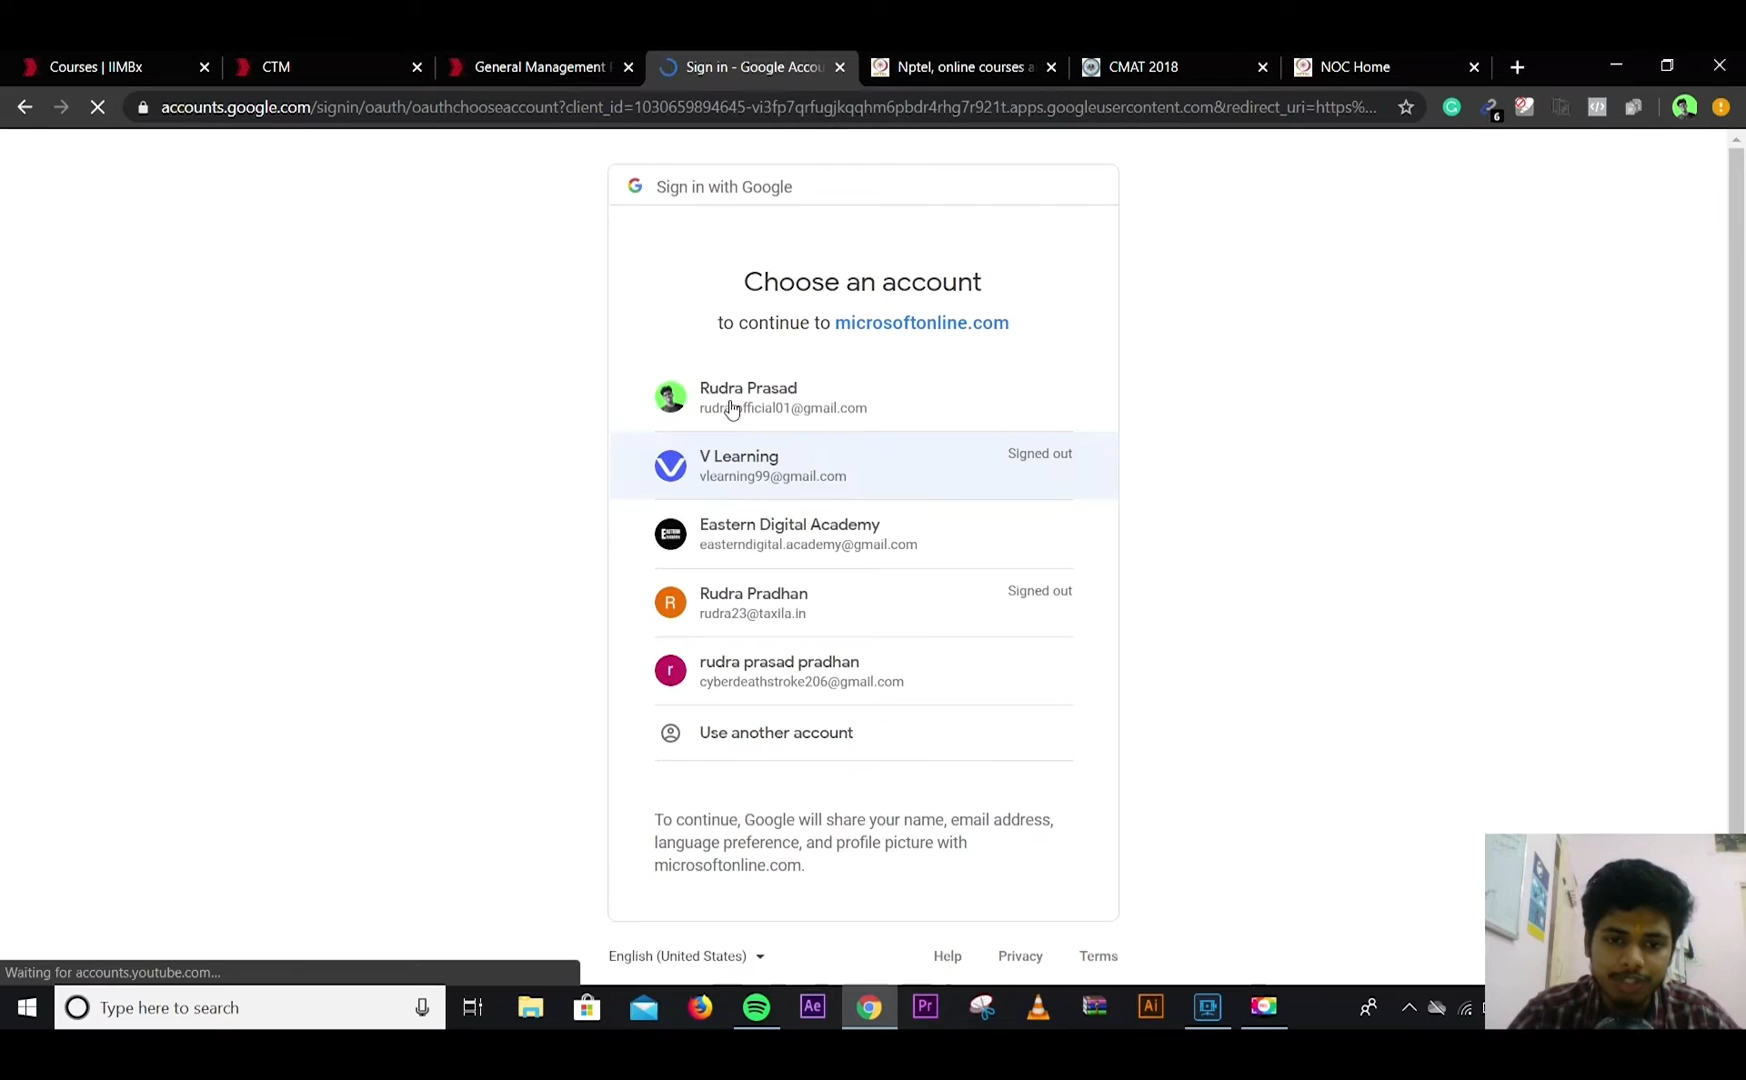 Courses | IIMBx
CTM
General Management
Sign in - Google Accou
Nptel, online courses a
CMAT 2018
NOC Home
accounts.google.com/signin/oauth/oauthchooseaccount?client_id=1030659894645-vi3fp7qrfugjkqqhm6pbdr4rhg7r921t.apps.googleusercontent.com&redirect_uri=https%...
6
Sign in with Google
Choose an account
to continue to microsoftonline.com
Rudra Prasad
V Learning
Signed out
vlearning99@gmail.com
Eastern Digital Academy
easterndigital.academy@gmail.com
Rudra Pradhan
Signed out
R
rudra23@taxila.in
rudra prasad pradhan
r
cyberdeathstroke206@gmail.com
Use another account
To continue, Google will share your name, email address,
language preference, and profile picture with
microsoftonline.com.
English (United States)
Help
Privacy
Terms
Waiting for accounts.youtube.com...
Type here to search
Ae
Pr
Ai